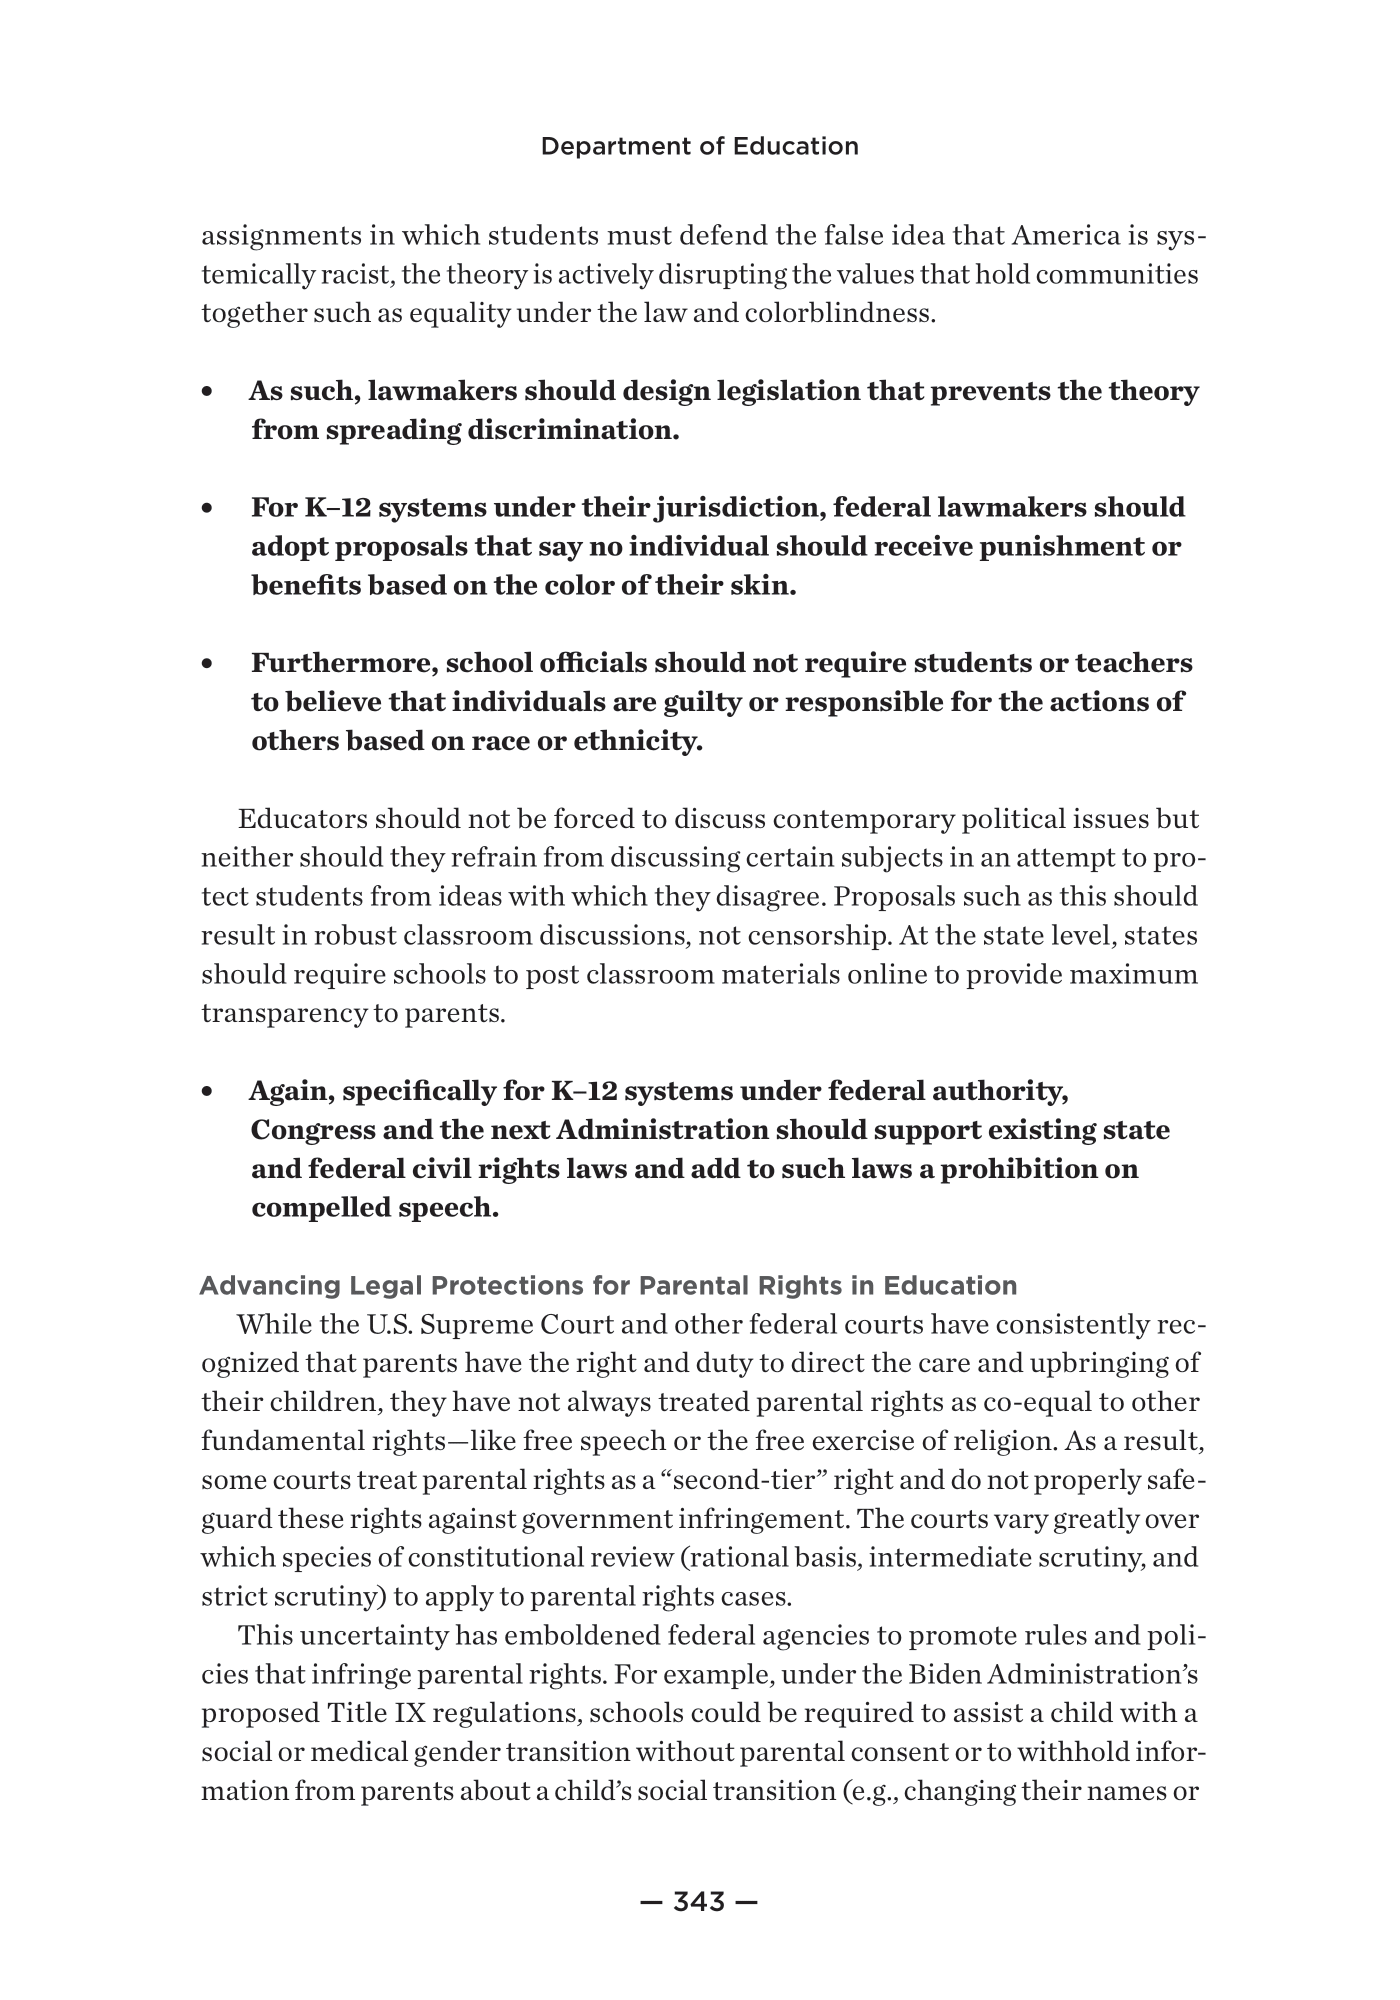 Department of Education
assignments in which students must defend the false idea that America is sys-
temically racist, the theory is actively disrupting the values that hold communities
together such as equality under the law and colorblindness.
• As such, lawmakers should design legislation that prevents the theory
from spreading discrimination.
• For K–12 systems under their jurisdiction, federal lawmakers should
adopt proposals that say no individual should receive punishment or
benefits based on the color of their skin.
• Furthermore, school officials should not require students or teachers
to believe that individuals are guilty or responsible for the actions of
others based on race or ethnicity.
Educators should not be forced to discuss contemporary political issues but
neither should they refrain from discussing certain subjects in an attempt to pro-
tect students from ideas with which they disagree. Proposals such as this should
result in robust classroom discussions, not censorship. At the state level, states
should require schools to post classroom materials online to provide maximum
transparency to parents.
• Again, specifically for K–12 systems under federal authority,
Congress and the next Administration should support existing state
and federal civil rights laws and add to such laws a prohibition on
compelled speech.
Advancing Legal Protections for Parental Rights in Education
While the U.S. Supreme Court and other federal courts have consistently rec-
ognized that parents have the right and duty to direct the care and upbringing of
their children, they have not always treated parental rights as co-equal to other
fundamental rights—like free speech or the free exercise of religion. As a result,
some courts treat parental rights as a “second-tier” right and do not properly safe-
guard these rights against government infringement. The courts vary greatly over
which species of constitutional review (rational basis, intermediate scrutiny, and
strict scrutiny) to apply to parental rights cases.
This uncertainty has emboldened federal agencies to promote rules and poli-
cies that infringe parental rights. For example, under the Biden Administration’s
proposed Title IX regulations, schools could be required to assist a child with a
social or medical gender transition without parental consent or to withhold infor-
mation from parents about a child’s social transition (e.g., changing their names or
— 343 —